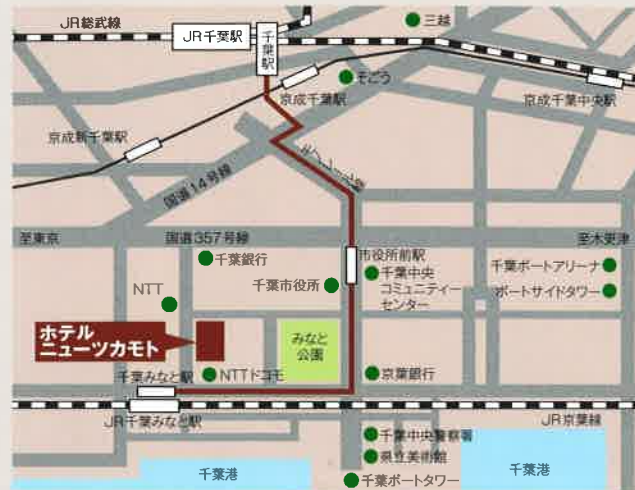 JR総武線
JR千葉駅
千葉駅
三越
そごう
京成千葉駅
京成千葉中央駅
京成新千葉駅
モノレール線
国道14号線
至東京
国道357号線
至木更津
市役所前駅
千葉銀行
千葉市役所
千葉中央
コミュニティー
センター
千葉ポートアリーナ
ポートサイドタワー
NTT
ホテル
ニューツカモト
みなと
公園
千葉みなと駅
NTTドコモ
京葉銀行
JR千葉みなと駅
JR京葉線
千葉中央警察署
県立美術館
千葉港
千葉ポートタワー
千葉港